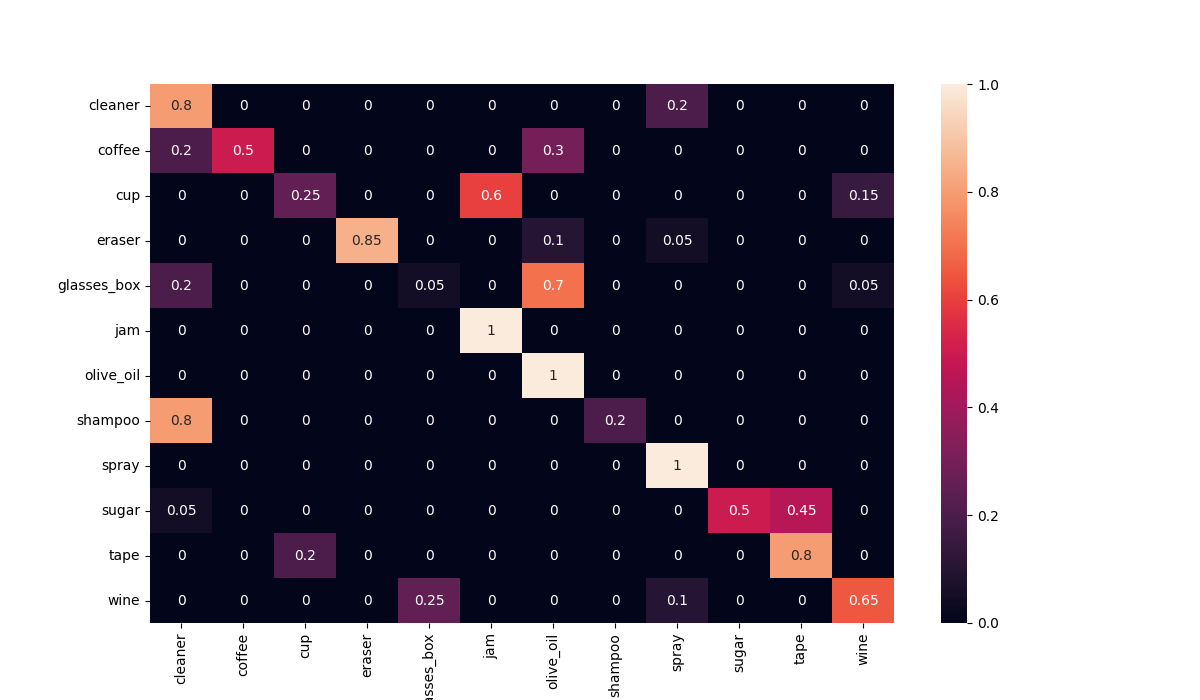 cleaner 0.8 0 0 0 0 0 0 0 0.2 0 0 0 1.0
coffee 0.2 0.5 0 0 0 0 0.3 0 0 0 0 0
cup 0 0 0.25 0 0 0.6 0 0 0 0 0 0.15 0.8
eraser 0 0 0 0.85 0 0 0.1 0 0.05 0 0 0
glasses_box 0.2 0 0 0 0.05 0 0.7 0 0 0 0 0.05
0.6
jam 0 0 0 0 0 1 0 0 0 0 0 0
olive_oil 0 0 0 0 0 0 1 0 0 0 0 0
shampoo 0.8 0 0 0 0 0 0 0.2 0 0 0 0 0.4
spray 0 0 0 0 0 0 0 0 1 0 0 0
sugar 0.05 0 0 0 0 0 0 0 0 0.5 0.45 0 0.2
tape 0 0 0.2 0 0 0 0 0 0 0 0.8 0
wine 0 0 0 0 0.25 0 0 0 0.1 0 0 0.65
0.0
cleaner coffee cup eraser asses_box jam olive_oil shampoo spray sugar tape wine